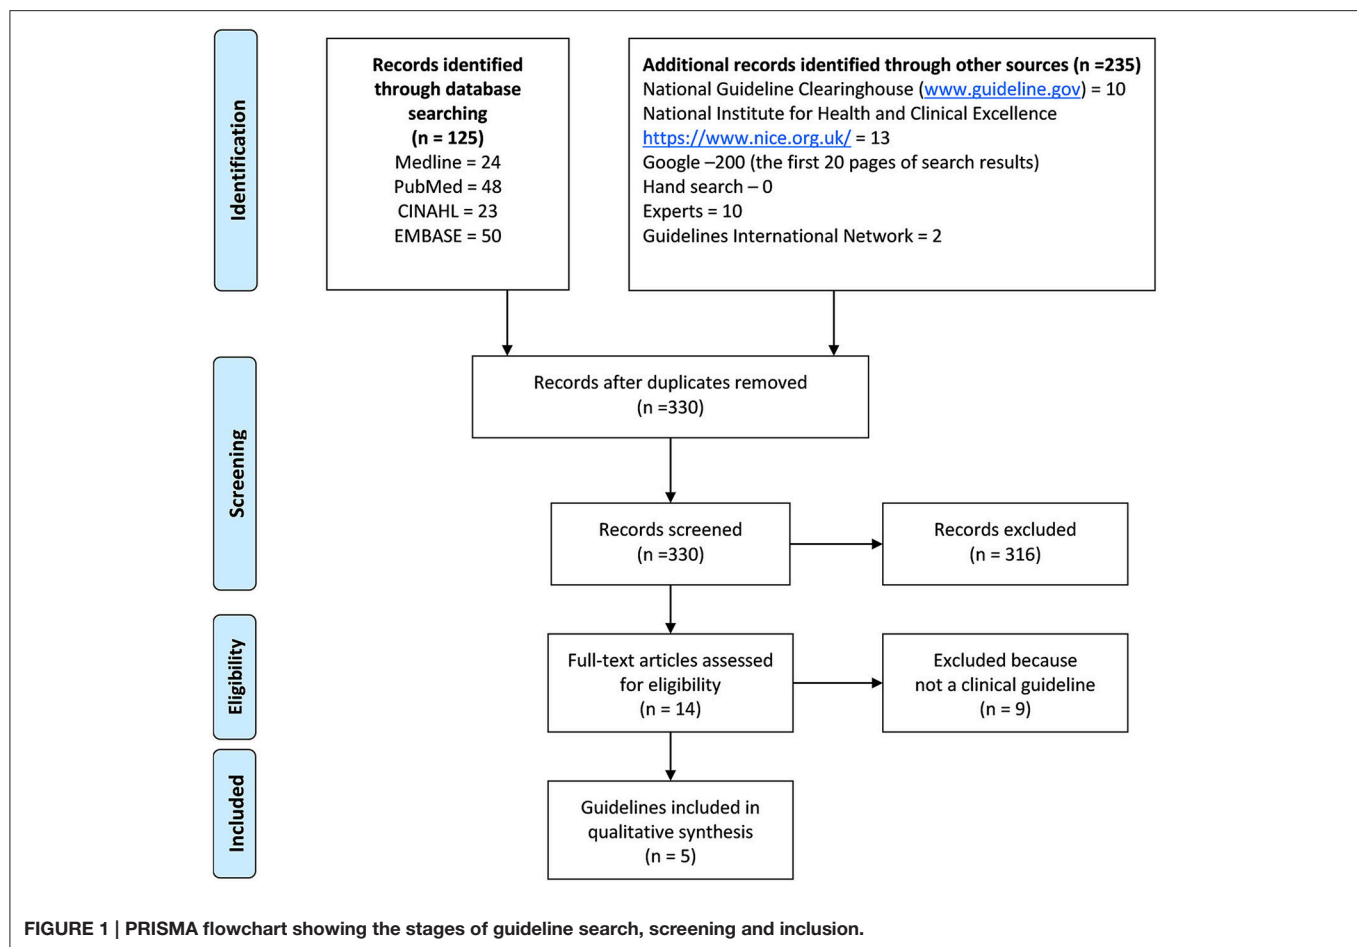 Identification
Records identified
through database
searching
(n = 125)
Medline = 24
PubMed = 48
CINAHL = 23
EMBASE = 50
Additional records identified through other sources (n =235)
National Guideline Clearinghouse (www.guideline.gov) = 10
National Institute for Health and Clinical Excellence
https://www.nice.org.uk/ = 13
Google –200 (the first 20 pages of search results)
Hand search – 0
Experts = 10
Guidelines International Network = 2
Screening
Records after duplicates removed
(n =330)
Records screened
(n =330)
Records excluded
(n = 316)
Eligibility
Full-text articles assessed
for eligibility
(n = 14)
Excluded because
not a clinical guideline
(n = 9)
Included
Guidelines included in
qualitative synthesis
(n = 5)
FIGURE 1 | PRISMA flowchart showing the stages of guideline search, screening and inclusion.